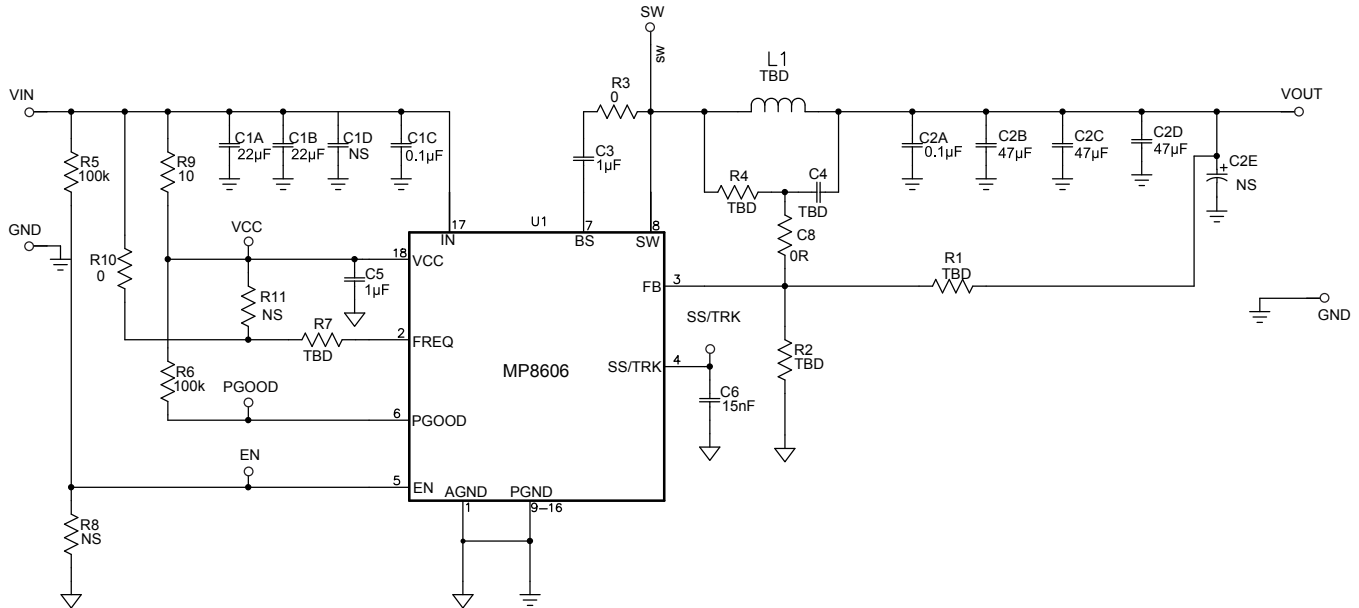 SW
SW
L1
TBD
VIN
R3
0
VOUT
C1A
22µF
C1B
22µF
C1D
NS
C1C
0.1µF
R5
100k
R9
10
C3
1µF
C2A
0.1µF
C2B
47µF
C2C
47µF
C2D
47µF
R4
TBD
C4
TBD
+
C2E
NS
GND
VCC
U1
17
IN
7
BS
8
SW
C8
0R
R10
0
18
VCC
C5
1µF
R11
NS
3
FB
R1
TBD
R7
TBD
2
FREQ
SS/TRK
GND
MP8606
R2
TBD
R6
100k
PGOOD
SS/TRK
4
C6
15nF
6
PGOOD
EN
5
EN
AGND
PGND
1
9–16
R8
NS